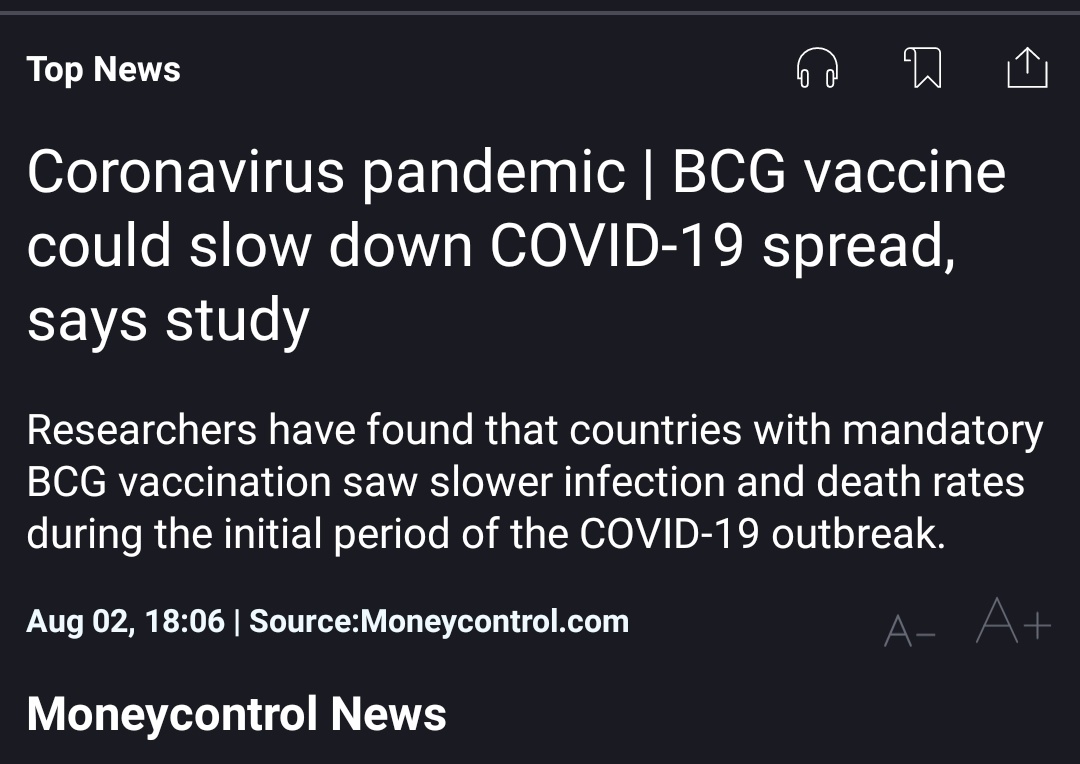 Top News
Coronavirus pandemic | BCG vaccine
could slow down COVID-19 spread,
says study
Researchers have found that countries with mandatory
BCG vaccination saw slower infection and death rates
during the initial period of the COVID-19 outbreak.
Aug 02, 18:06 | Source:Moneycontrol.com
A− A+
Moneycontrol News